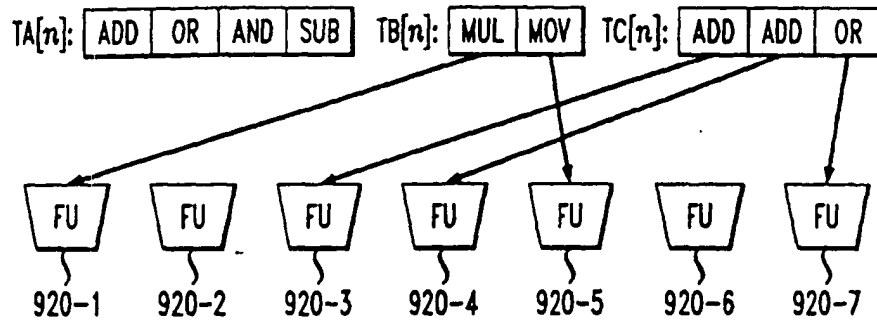 TA[n]: ADD OR AND SUB TB[n]: MUL MOV TC[n]: ADD ADD OR
FU FU FU FU FU FU FU
920-1 920-2 920-3 920-4 920-5 920-6 920-7